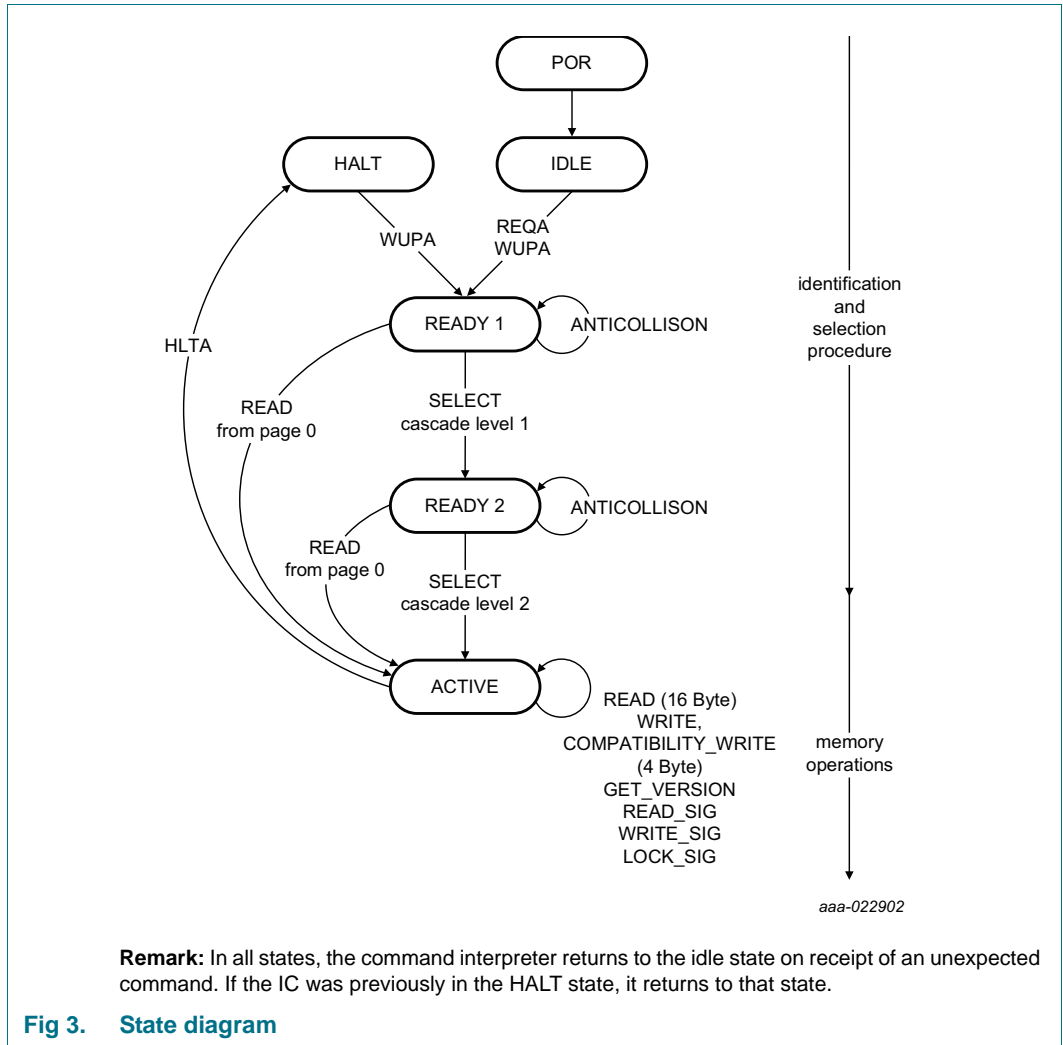 POR
HALT
IDLE
WUPA
REQA
WUPA
identification
and
selection
procedure
READY 1
ANTICOLLISON
HLTA
READ
from page 0
SELECT
cascade level 1
READY 2
ANTICOLLISON
READ
from page 0
SELECT
cascade level 2
ACTIVE
READ (16 Byte)
WRITE,
COMPATIBILITY_WRITE
(4 Byte)
GET_VERSION
READ_SIG
WRITE_SIG
LOCK_SIG
memory
operations
aaa-022902
Remark: In all states, the command interpreter returns to the idle state on receipt of an unexpected
command. If the IC was previously in the HALT state, it returns to that state.
Fig 3. State diagram